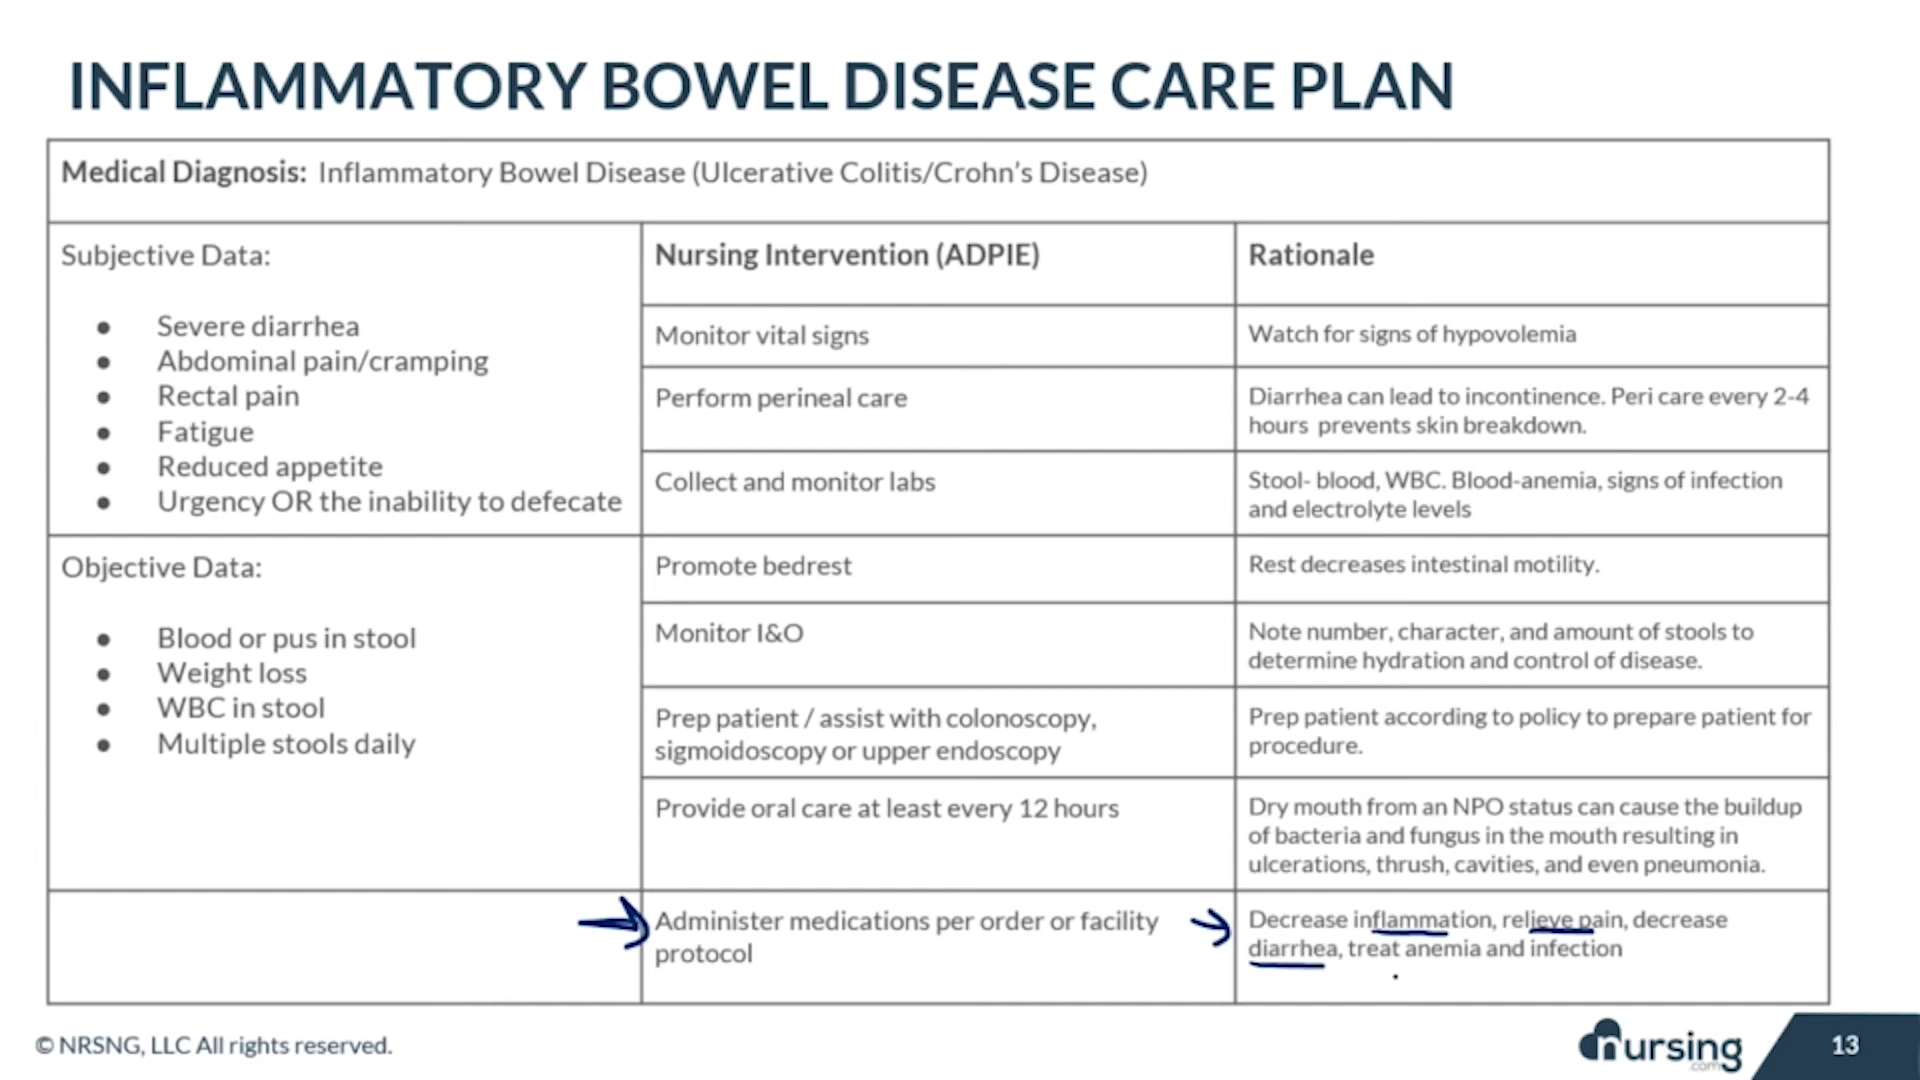 INFLAMMATORY BOWEL DISEASE CARE PLAN
Medical Diagnosis: Inflammatory Bowel Disease (Ulcerative Colitis/Crohn's Disease)
Subjective Data:
● Severe diarrhea
● Abdominal pain/cramping
● Rectal pain
● Fatigue
● Reduced appetite
● Urgency OR the inability to defecate
Objective Data:
● Blood or pus in stool
● Weight loss
● WBC in stool
● Multiple stools daily
Nursing Intervention (ADPIE)
Rationale
Monitor vital signs
Watch for signs of hypovolemia
Perform perineal care
Diarrhea can lead to incontinence. Peri care every 2-4
hours prevents skin breakdown.
Collect and monitor labs
Stool- blood, WBC. Blood-anemia, signs of infection
and electrolyte levels
Promote bedrest
Rest decreases intestinal motility.
Monitor I&O
Note number, character, and amount of stools to
determine hydration and control of disease.
Prep patient / assist with colonoscopy,
sigmoidoscopy or upper endoscopy
Prep patient according to policy to prepare patient for
procedure.
Provide oral care at least every 12 hours
Dry mouth from an NPO status can cause the buildup
of bacteria and fungus in the mouth resulting in
ulcerations, thrush, cavities, and even pneumonia.
Administer medications per order or facility
protocol
Decrease inflammation, relieve pain, decrease
diarrhea, treat anemia and infection
© NRSNG, LLC All rights reserved.
nursing
.com
13